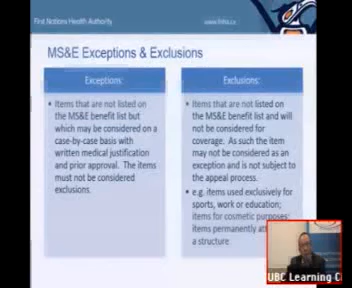 First Nations Health Authority
www.fnha.ca
MS&E Exceptions & Exclusions
Exceptions:
• Items that are not listed on
the MS&E benefit list but
which may be considered on a
case-by-case basis with
written medical justification
and prior approval. The items
must not be considered
exclusions.
Exclusions:
• Items that are not listed on
the MS&E benefit list and will
not be considered for
coverage. As such the item
may not be considered as an
exception and is not subject to
the appeal process.
• e.g. items used exclusively for
sports, work or education;
items for cosmetic purposes;
items permanently
a structure
UBC Learning